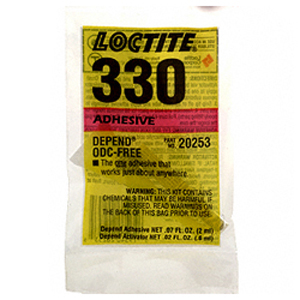 LOCTITE
330
ADHESIVE
DEPEND® PART NO. 20253
ODC-FREE
■ The one adhesive that
works just about anywhere.
WARNING: THIS KIT CONTAINS
CHEMICALS THAT MAY BE HARMFUL IF
MISUSED. READ WARNINGS ON
THE BACK OF THIS BAG PRIOR TO USE.
Depend Adhesive NET .07 FL. OZ. (2 ml)
Depend Activator NET .02 FL. OZ. (.6 ml)